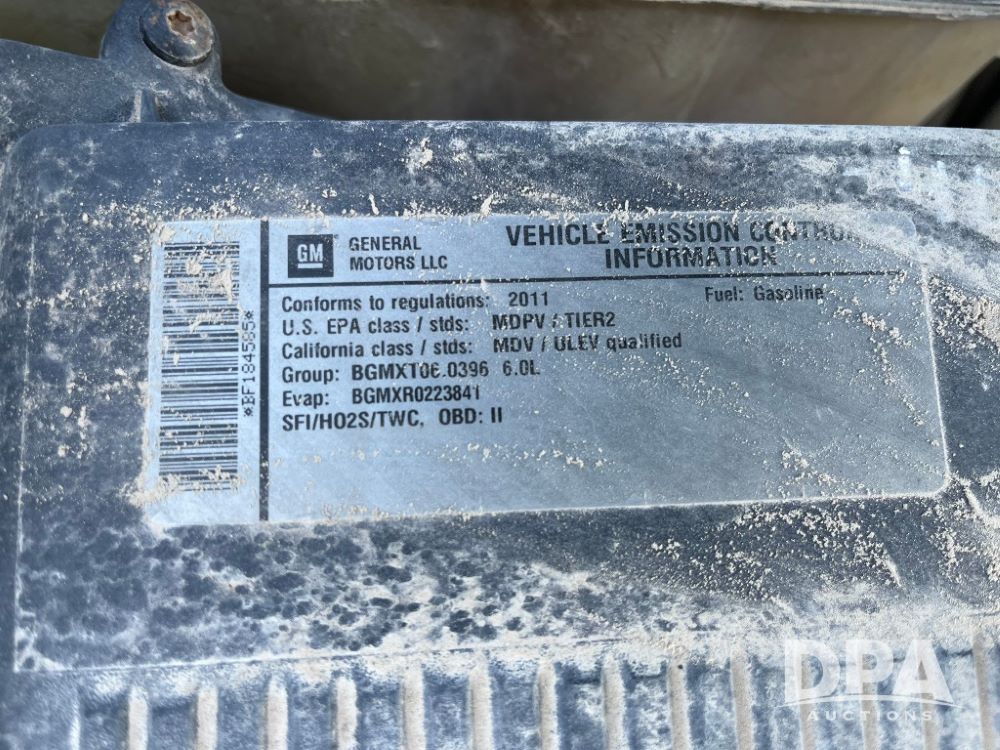 GM
GENERAL
MOTORS LLC
VEHICLE EMISSION CONTROL
INFORMATION
Conforms to regulations: 2011
Fuel: Gasoline
U.S. EPA class / stds: MDPV / TIER2
California class / stds: MDV / ULEV qualified
Group: BGMXT06.0396 6.0L
Evap: BGMXR0223841
SFI/HO2S/TWC, OBD: II
*BF184585*
DPA
AUCTIONS